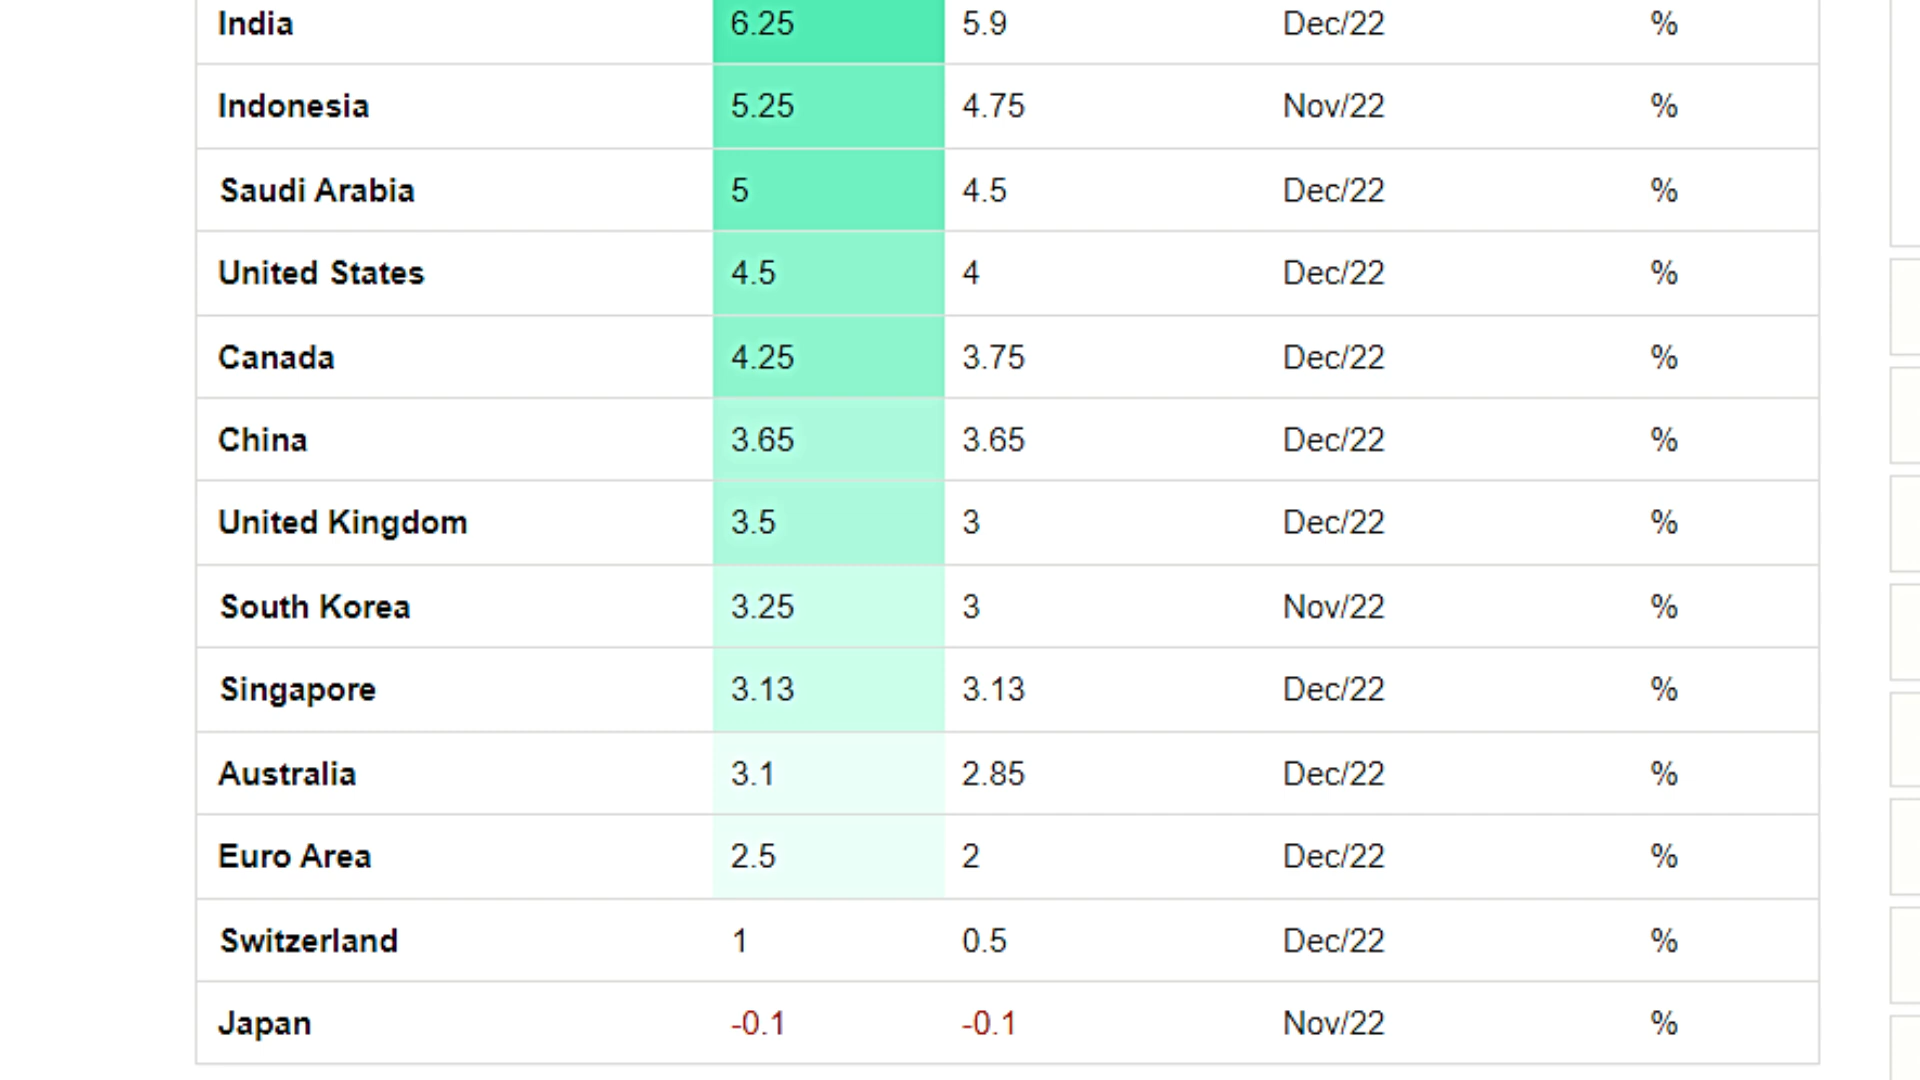 India 6.25 5.9 Dec/22 %
Indonesia 5.25 4.75 Nov/22 %
Saudi Arabia 5 4.5 Dec/22 %
United States 4.5 4 Dec/22 %
Canada 4.25 3.75 Dec/22 %
China 3.65 3.65 Dec/22 %
United Kingdom 3.5 3 Dec/22 %
South Korea 3.25 3 Nov/22 %
Singapore 3.13 3.13 Dec/22 %
Australia 3.1 2.85 Dec/22 %
Euro Area 2.5 2 Dec/22 %
Switzerland 1 0.5 Dec/22 %
Japan -0.1 -0.1 Nov/22 %